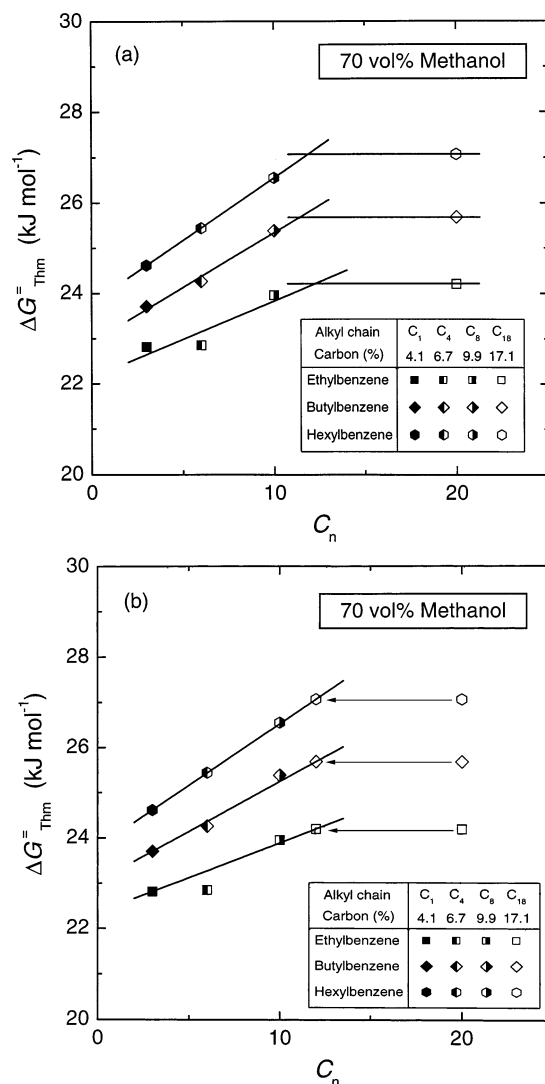 30
(a)
70 vol% Methanol
28
26
24
22
20
ΔG⁼Thm (kJ mol⁻¹)
Alkyl chain C₁ C₄ C₈ C₁₈
Carbon (%) 4.1 6.7 9.9 17.1
Ethylbenzene
Butylbenzene
Hexylbenzene
0 10 20
Cₙ
30
(b)
70 vol% Methanol
28
26
24
22
20
ΔG⁼Thm (kJ mol⁻¹)
Alkyl chain C₁ C₄ C₈ C₁₈
Carbon (%) 4.1 6.7 9.9 17.1
Ethylbenzene
Butylbenzene
Hexylbenzene
0 10 20
Cₙ